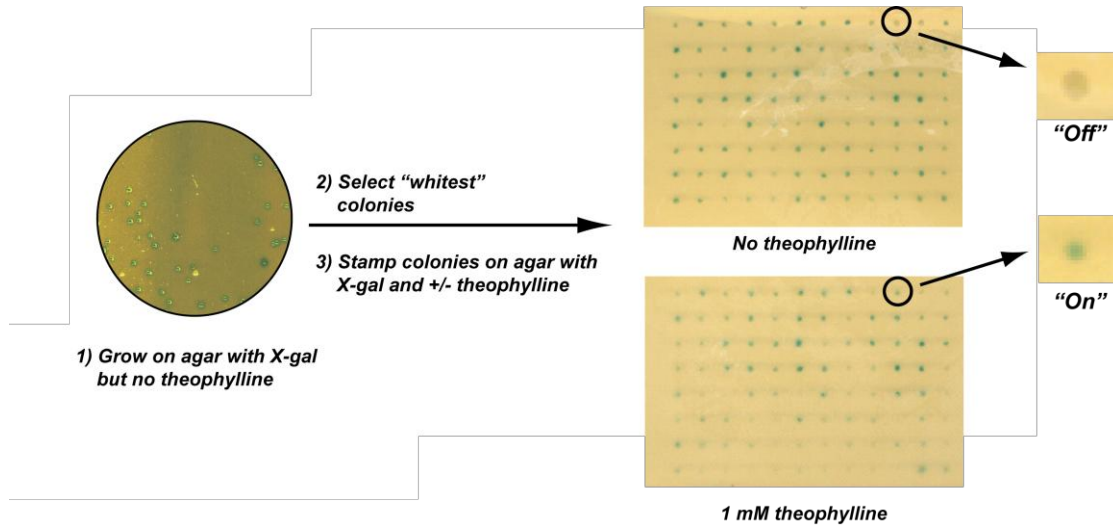 1) Grow on agar with X-gal
but no theophylline
2) Select “whitest”
colonies
3) Stamp colonies on agar with
X-gal and +/- theophylline
No theophylline
1 mM theophylline
“Off”
“On”